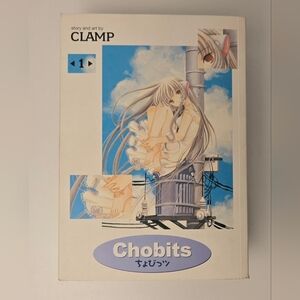 story and art by
CLAMP
1
Chobits
ちょびっツ